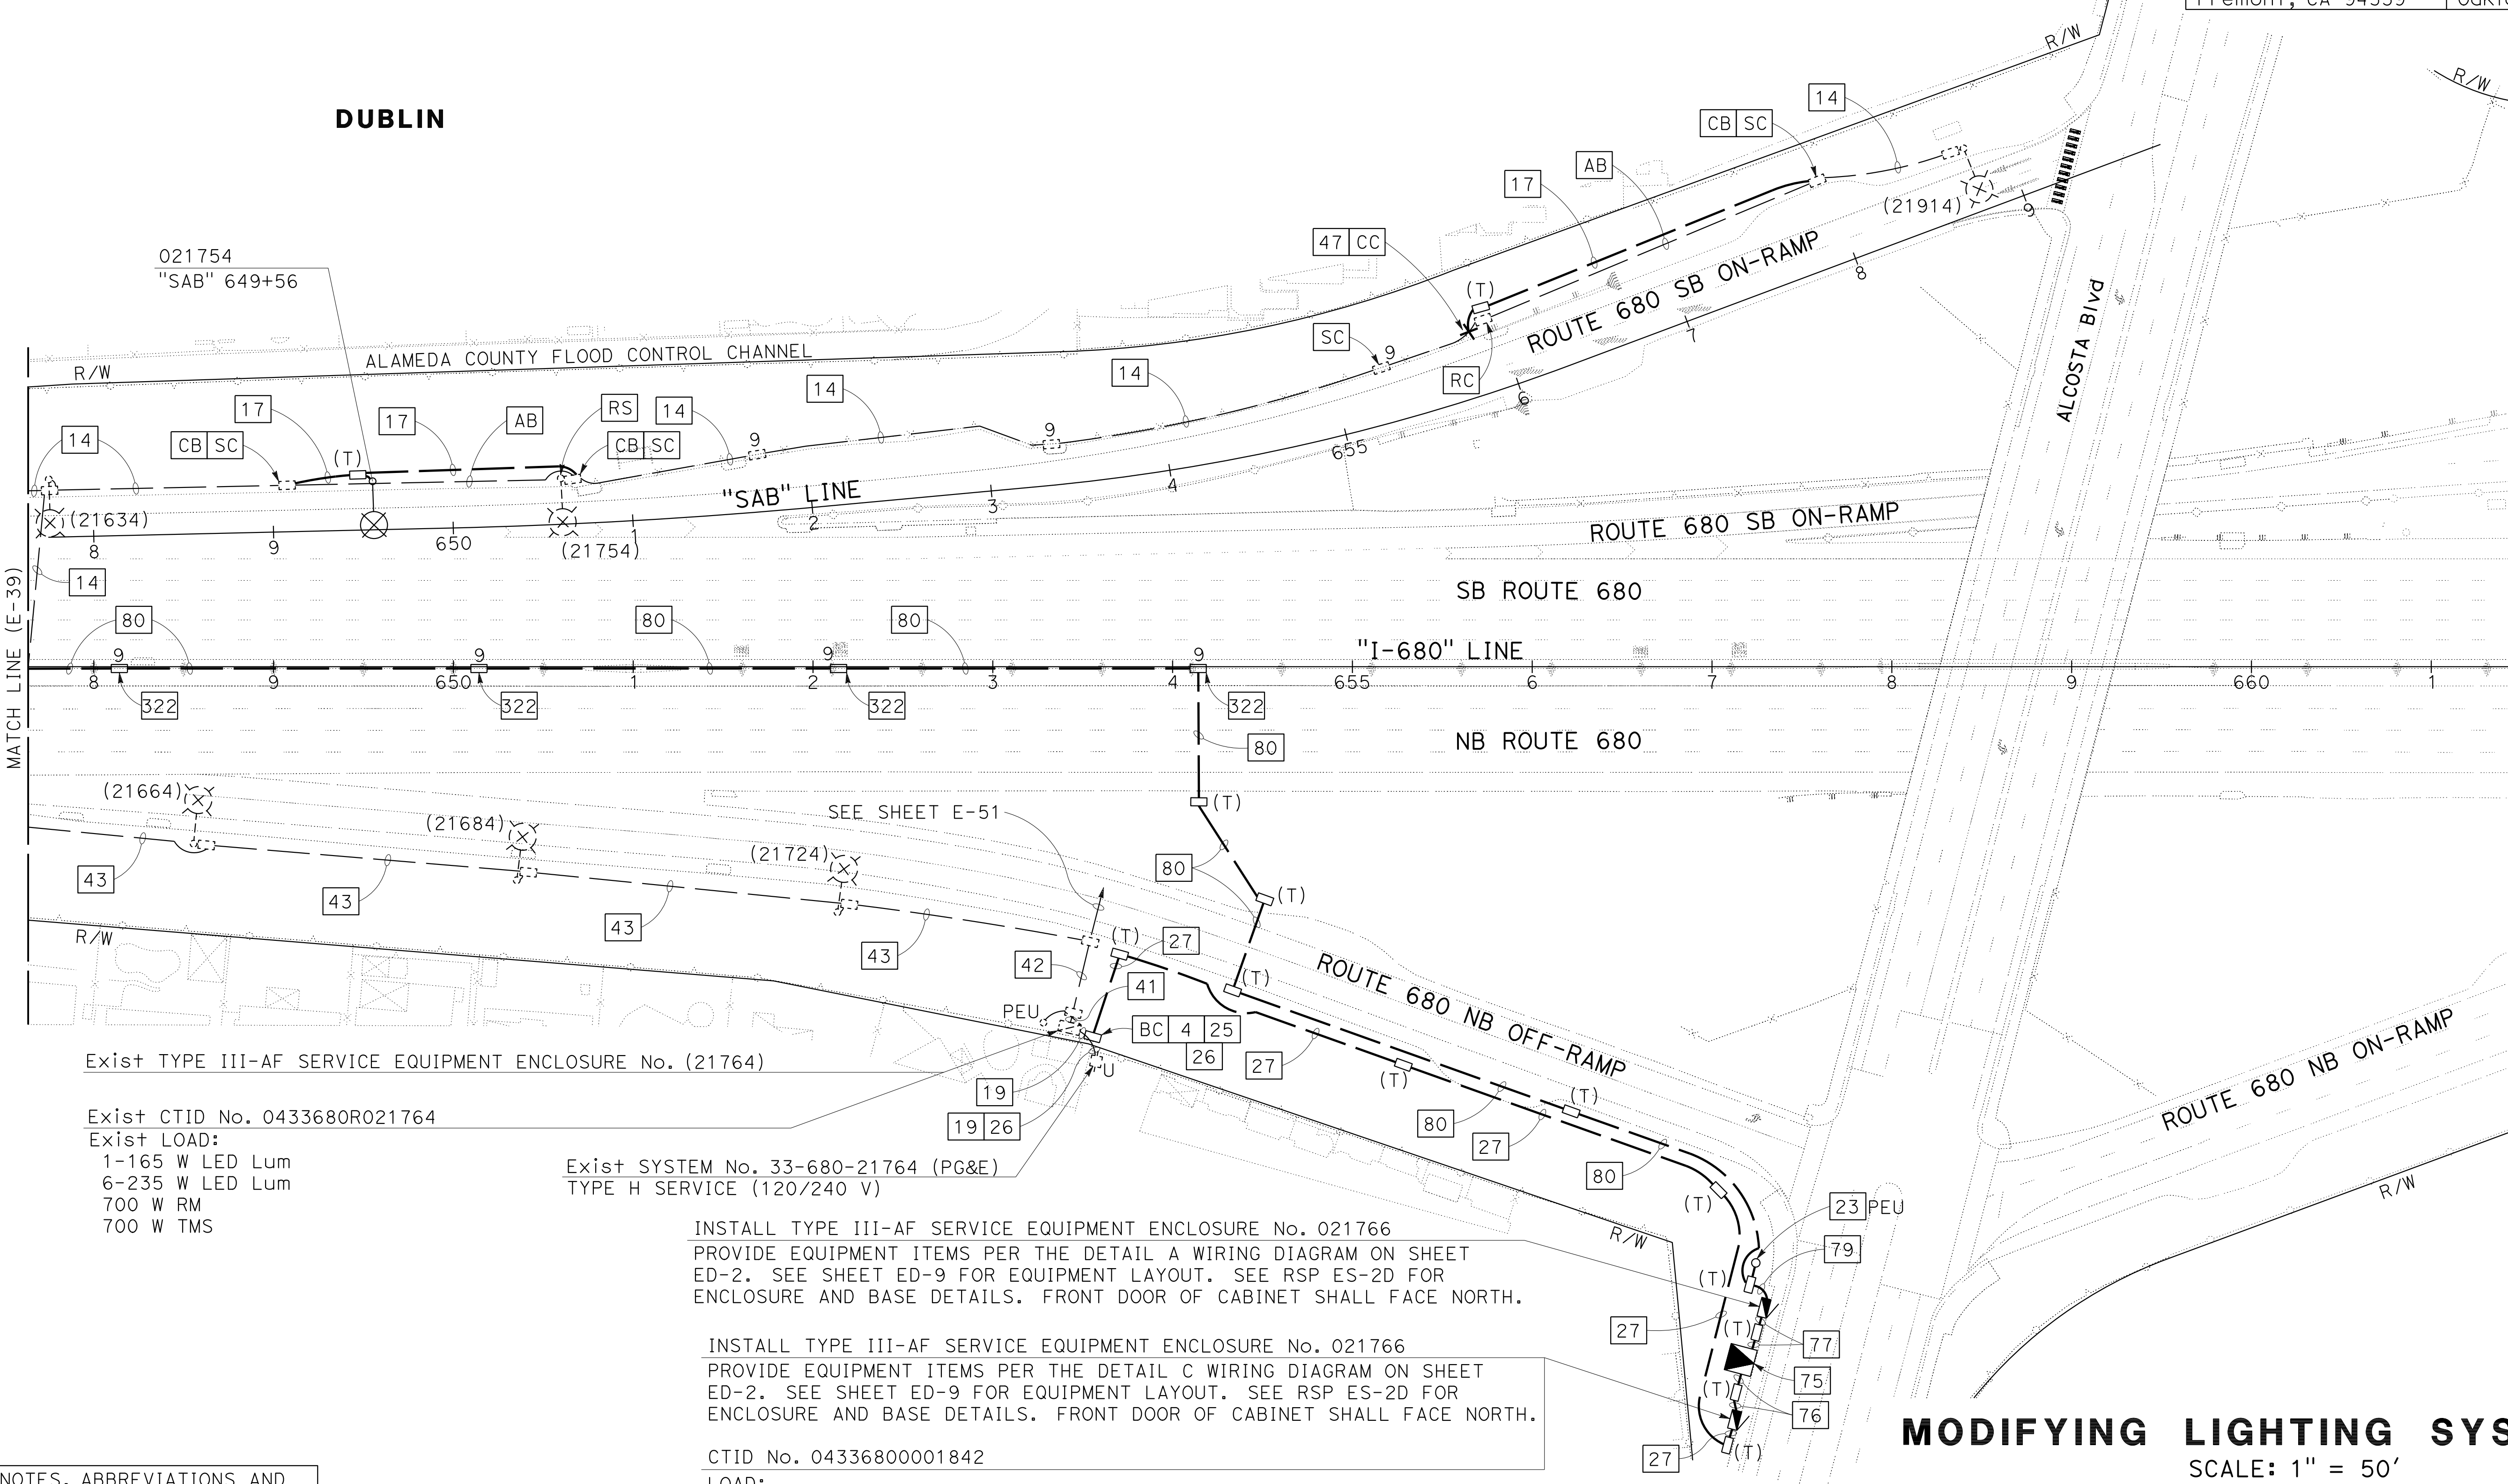 Fremont, CA 94539
DUBLIN
R/W
R/W
14
CB SC
AB
17
(21914)
9
47 CC
021754
"SAB" 649+56
(T)
ROUTE 680 SB ON-RAMP
8
7
SC
9
RC
6
ALCOSTA Blvd
ALAMEDA COUNTY FLOOD CONTROL CHANNEL
R/W
14
14
17
17
RS
14
AB
14
CB SC
CB SC
(T)
9
9
655
4
"SAB" LINE
3
2
1
650
9
8
(21634)
(21754)
ROUTE 680 SB ON-RAMP
14
SB ROUTE 680
MATCH LINE (E-39)
80
80
80
"I-680" LINE
9
9
9
9
8
9
650
1
2
3
4
655
6
7
8
9
660
1
322
322
322
322
NB ROUTE 680
80
(21664)
(T)
SEE SHEET E-51
(21684)
(21724)
80
43
43
43
43
(T)
R/W
(T)
27
42
41
(T)
ROUTE 680 NB OFF-RAMP
PEU
BC 4 25
26
27
(T)
U
19
19 26
(T)
80
27
80
(T)
ROUTE 680 NB ON-RAMP
R/W
Exist TYPE III-AF SERVICE EQUIPMENT ENCLOSURE No. (21764)
Exist CTID No. 0433680R021764
Exist LOAD:
1-165 W LED Lum
6-235 W LED Lum
700 W RM
700 W TMS
Exist SYSTEM No. 33-680-21764 (PG&E)
TYPE H SERVICE (120/240 V)
INSTALL TYPE III-AF SERVICE EQUIPMENT ENCLOSURE No. 021766
PROVIDE EQUIPMENT ITEMS PER THE DETAIL A WIRING DIAGRAM ON SHEET
ED-2. SEE SHEET ED-9 FOR EQUIPMENT LAYOUT. SEE RSP ES-2D FOR
ENCLOSURE AND BASE DETAILS. FRONT DOOR OF CABINET SHALL FACE NORTH.
R/W
23 PEU
79
(T)
27
(T)
77
75
(T)
76
27
(T)
INSTALL TYPE III-AF SERVICE EQUIPMENT ENCLOSURE No. 021766
PROVIDE EQUIPMENT ITEMS PER THE DETAIL C WIRING DIAGRAM ON SHEET
ED-2. SEE SHEET ED-9 FOR EQUIPMENT LAYOUT. SEE RSP ES-2D FOR
ENCLOSURE AND BASE DETAILS. FRONT DOOR OF CABINET SHALL FACE NORTH.
CTID No. 04336800001842
LOAD:
MODIFYING LIGHTING SYS
SCALE: 1" = 50'
NOTES, ABBREVIATIONS AND